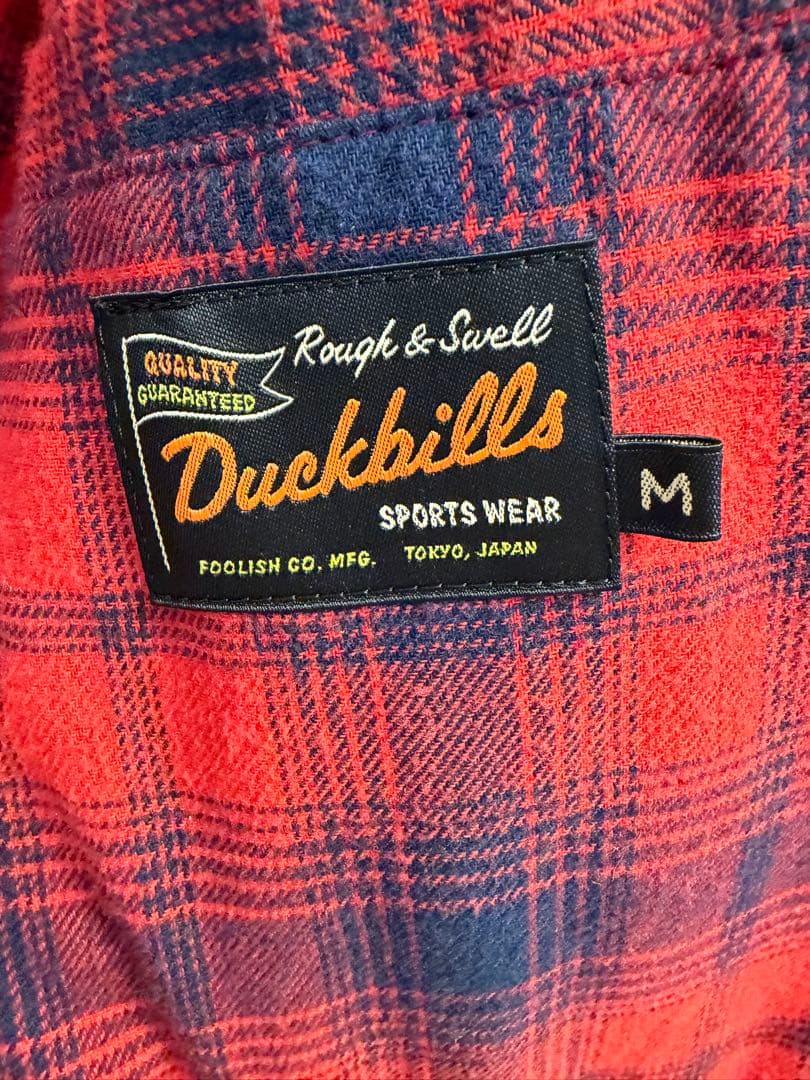 Rough & Swell
QUALITY
GUARANTEED
Duckbills
SPORTS WEAR
FOOLISH CO. MFG. TOKYO, JAPAN
M